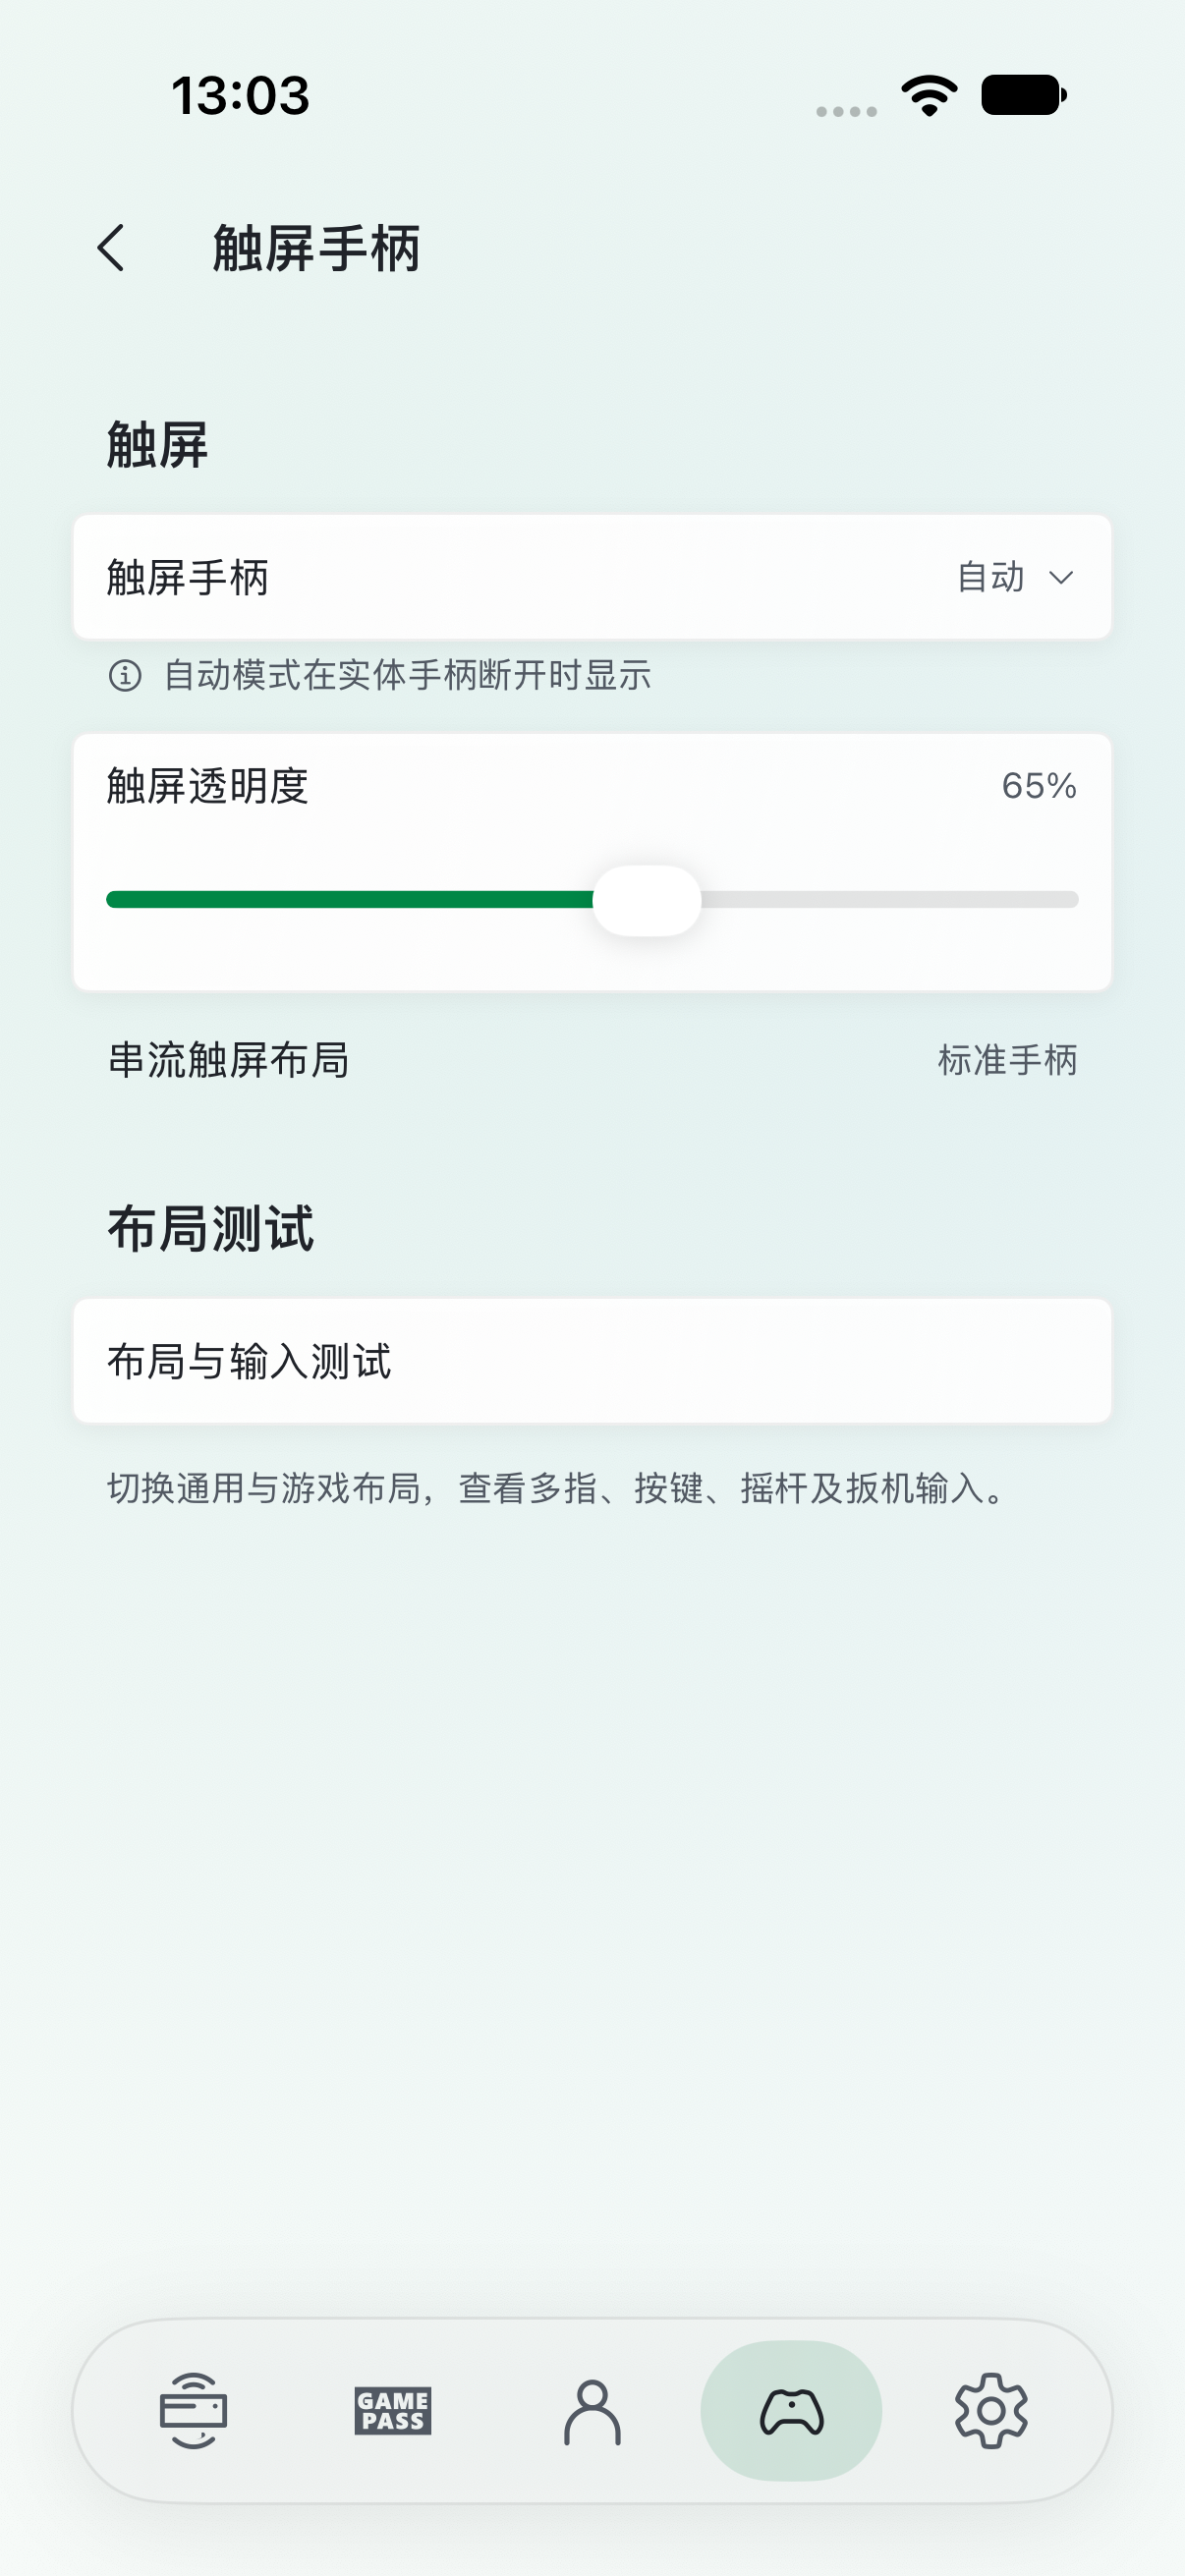 13:03
触屏手柄
触屏
触屏手柄 自动
自动模式在实体手柄断开时显示
触屏透明度 65%
串流触屏布局 标准手柄
布局测试
布局与输入测试
切换通用与游戏布局，查看多指、按键、摇杆及扳机输入。
GAME
PASS